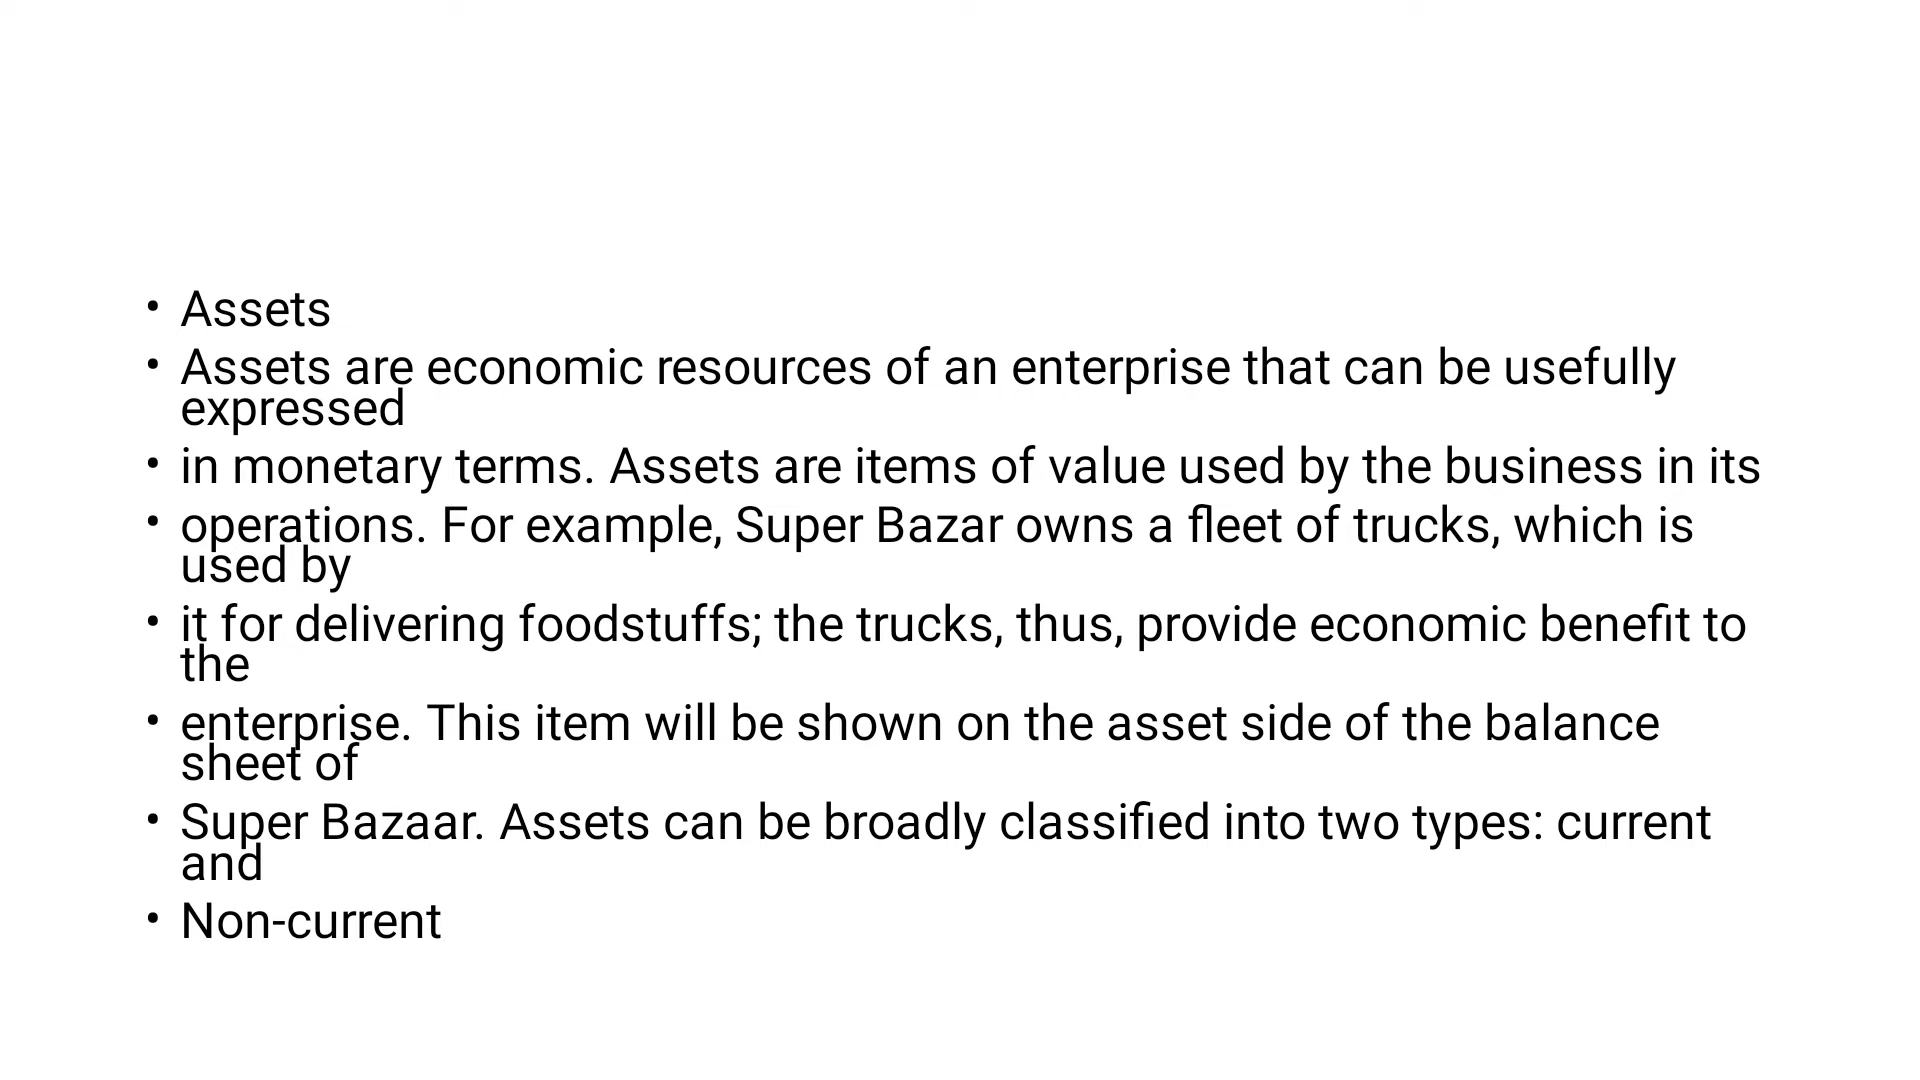 • Assets
• Assets are economic resources of an enterprise that can be usefully
expressed
• in monetary terms. Assets are items of value used by the business in its
• operations. For example, Super Bazar owns a fleet of trucks, which is
used by
• it for delivering foodstuffs; the trucks, thus, provide economic benefit to
the
• enterprise. This item will be shown on the asset side of the balance
sheet of
• Super Bazaar. Assets can be broadly classified into two types: current
and
• Non-current